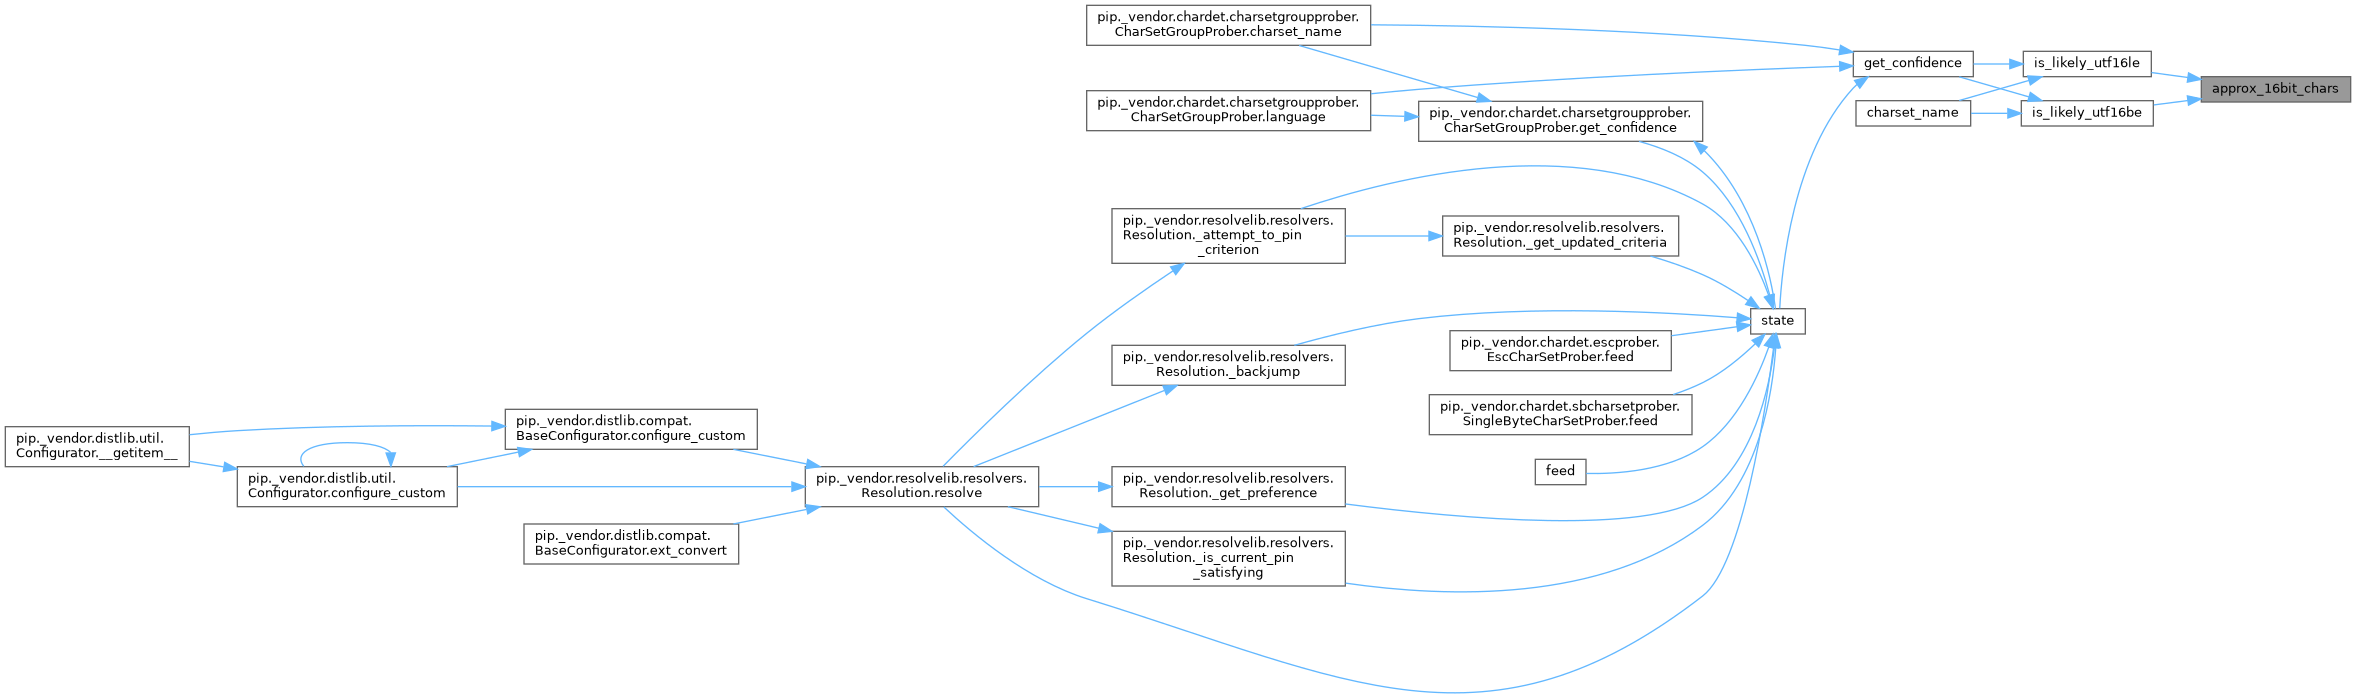 pip._vendor.chardet.charsetgroupprober.
CharSetGroupProber.charset_name
get_confidence
is_likely_utf16le
approx_16bit_chars
pip._vendor.chardet.charsetgroupprober.
CharSetGroupProber.language
pip._vendor.chardet.charsetgroupprober.
CharSetGroupProber.get_confidence
charset_name
is_likely_utf16be
pip._vendor.resolvelib.resolvers.
Resolution._attempt_to_pin
_criterion
pip._vendor.resolvelib.resolvers.
Resolution._get_updated_criteria
state
pip._vendor.resolvelib.resolvers.
Resolution._backjump
pip._vendor.chardet.escprober.
EscCharSetProber.feed
pip._vendor.chardet.sbcharsetprober.
SingleByteCharSetProber.feed
pip._vendor.distlib.util.
Configurator.__getitem__
pip._vendor.distlib.compat.
BaseConfigurator.configure_custom
pip._vendor.distlib.util.
Configurator.configure_custom
pip._vendor.resolvelib.resolvers.
Resolution.resolve
pip._vendor.resolvelib.resolvers.
Resolution._get_preference
feed
pip._vendor.distlib.compat.
BaseConfigurator.ext_convert
pip._vendor.resolvelib.resolvers.
Resolution._is_current_pin
_satisfying